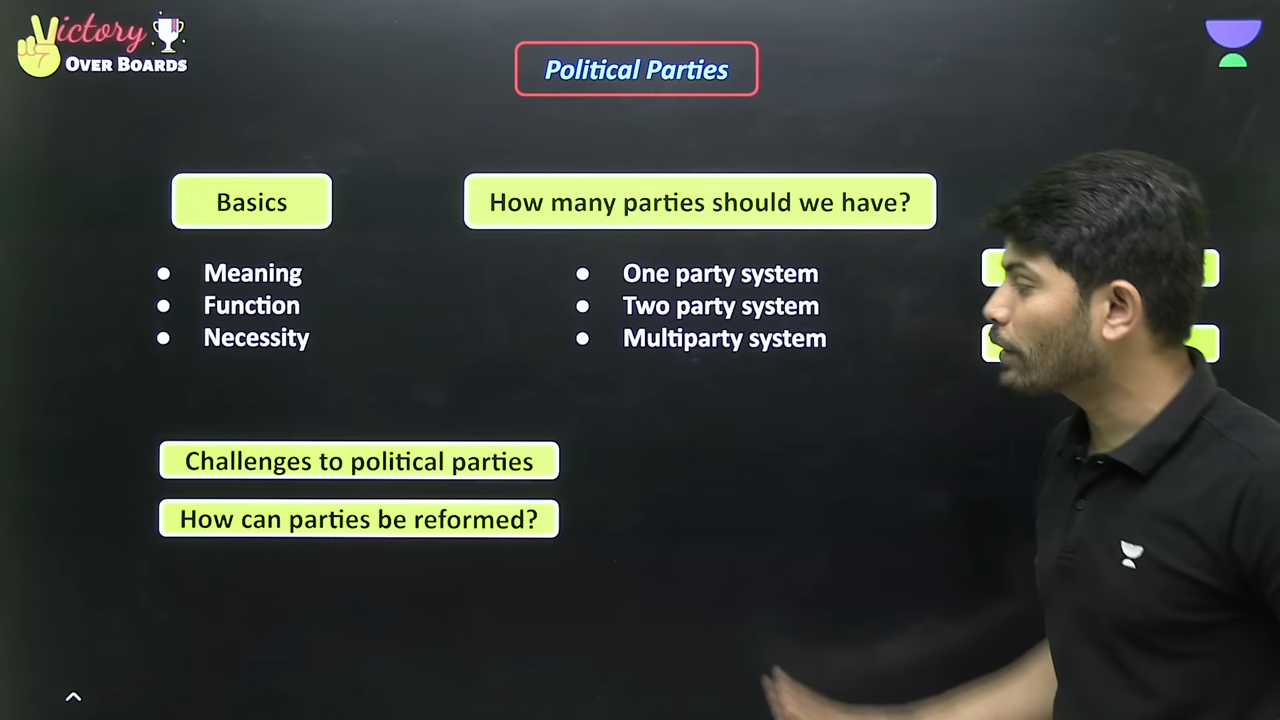 Victory
OVER BOARDS
Political Parties
Basics
How many parties should we have?
● Meaning
● Function
● Necessity
● One party system
● Two party system
● Multiparty system
Challenges to political parties
How can parties be reformed?